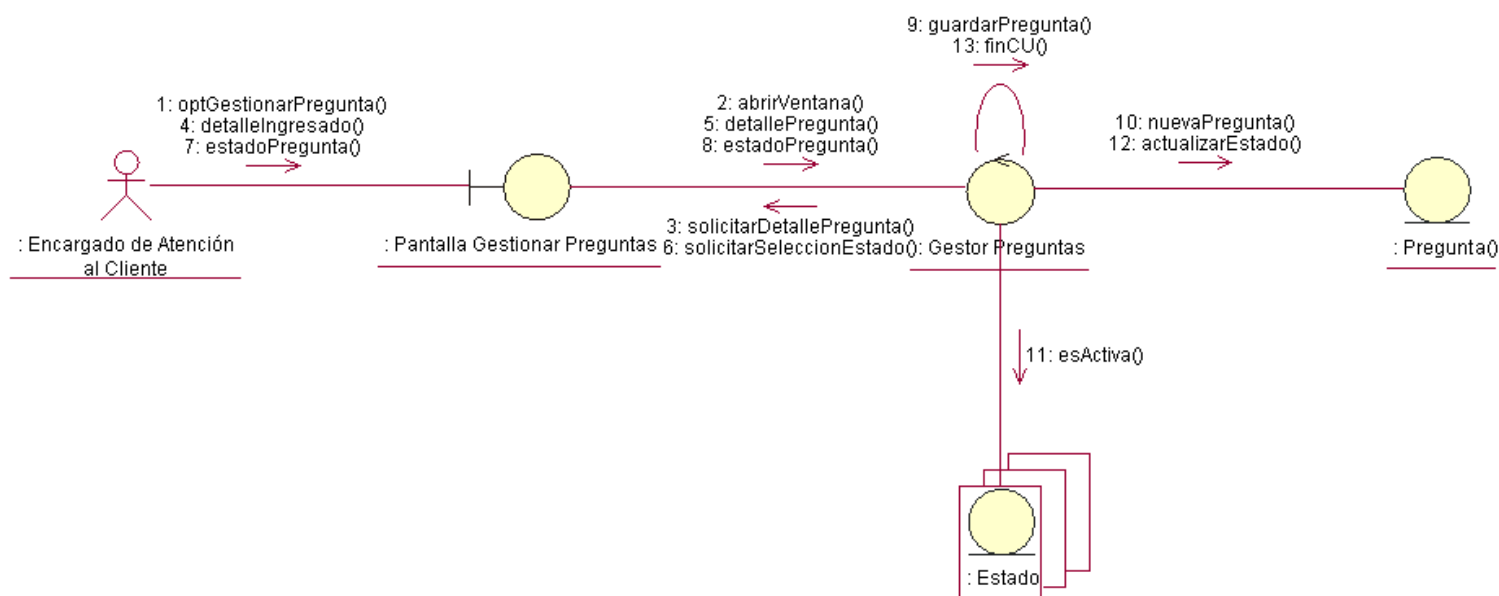 9: guardarPregunta()
13: finCU()
1: optGestionarPregunta()
4: detalleIngresado()
7: estadoPregunta()
2: abrirVentana()
5: detallePregunta()
8: estadoPregunta()
10: nuevaPregunta()
12: actualizarEstado()
3: solicitarDetallePregunta()
6: solicitarSeleccionEstado()
: Encargado de Atención
al Cliente
: Pantalla Gestionar Preguntas
: Gestor Preguntas
: Pregunta()
11: esActiva()
: Estado